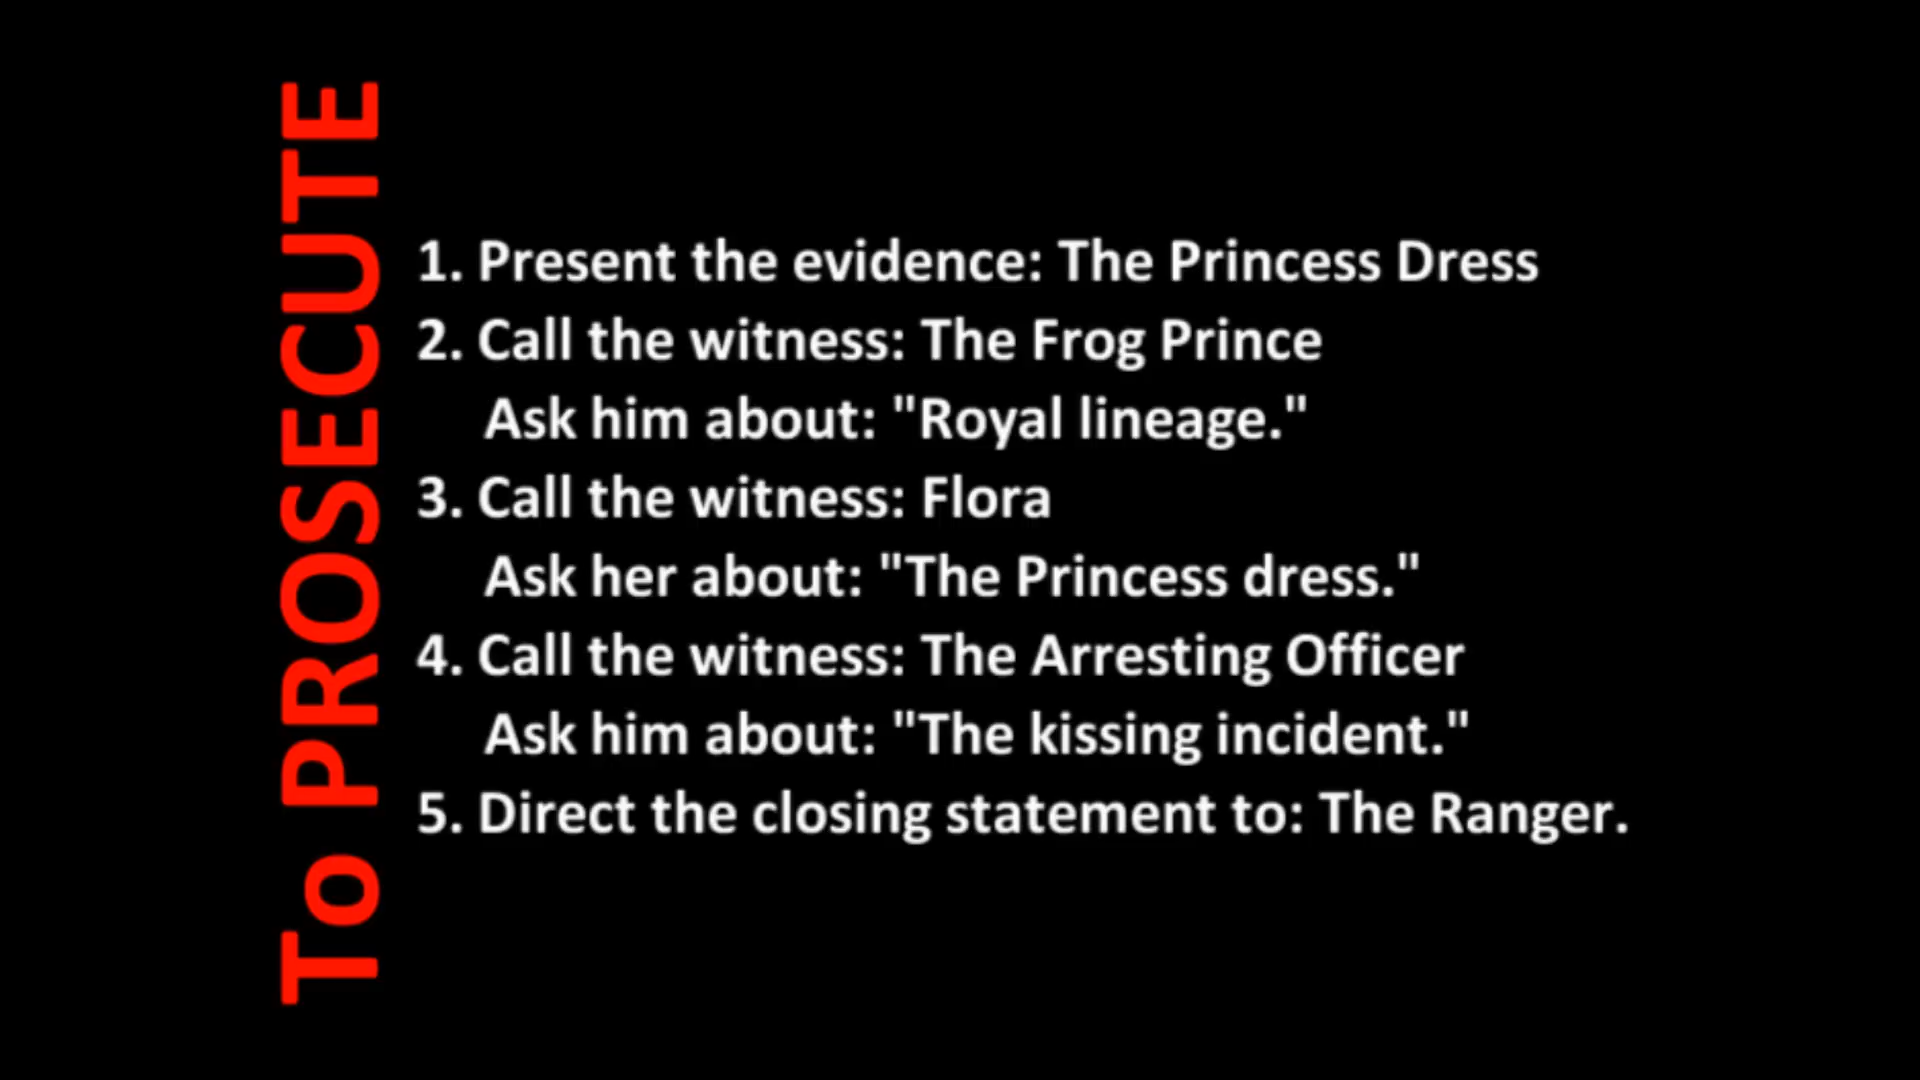 To PROSECUTE
1. Present the evidence: The Princess Dress
2. Call the witness: The Frog Prince
Ask him about: "Royal lineage."
3. Call the witness: Flora
Ask her about: "The Princess dress."
4. Call the witness: The Arresting Officer
Ask him about: "The kissing incident."
5. Direct the closing statement to: The Ranger.